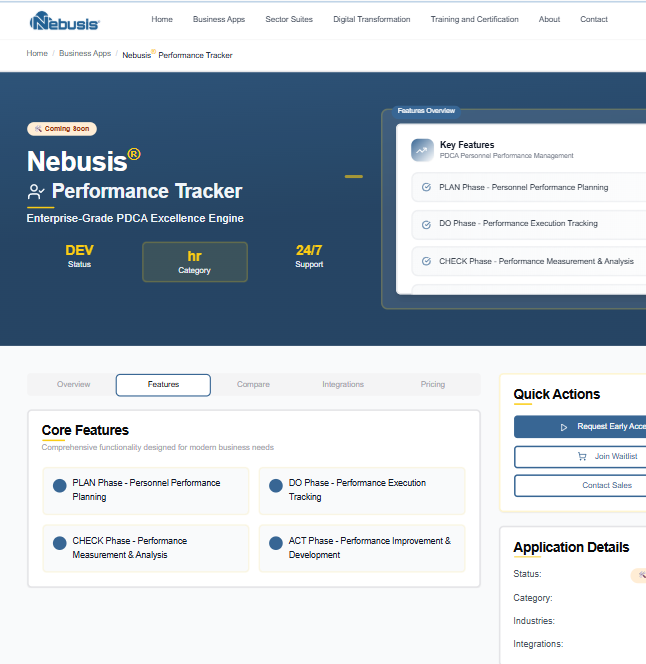 Nebusis
Home Business Apps Sector Suites Digital Transformation Training and Certification About Contact
Home / Business Apps / Nebusis® Performance Tracker
Coming Soon
Nebusis®
Performance Tracker
Enterprise-Grade PDCA Excellence Engine
DEV
Status
hr
Category
24/7
Support
Features Overview
Key Features
PDCA Personnel Performance Management
PLAN Phase - Personnel Performance Planning
DO Phase - Performance Execution Tracking
CHECK Phase - Performance Measurement & Analysis
Overview Features Compare Integrations Pricing
Core Features
Comprehensive functionality designed for modern business needs
PLAN Phase - Personnel Performance
Planning
DO Phase - Performance Execution
Tracking
CHECK Phase - Performance
Measurement & Analysis
ACT Phase - Performance Improvement &
Development
Quick Actions
Request Early Acce
Join Waitlist
Contact Sales
Application Details
Status:
Category:
Industries:
Integrations: